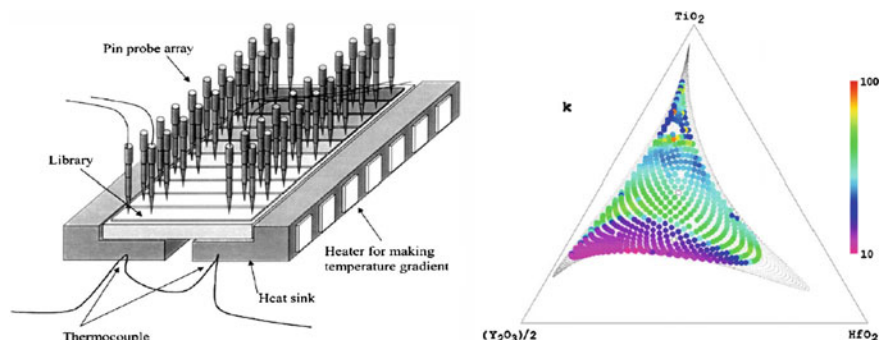 Pin probe array
Library
Heater for making
temperature gradient
Heat sink
Thermocouple
TiO₂
k
100
10
(Y₂O₃)/2
HfO₂